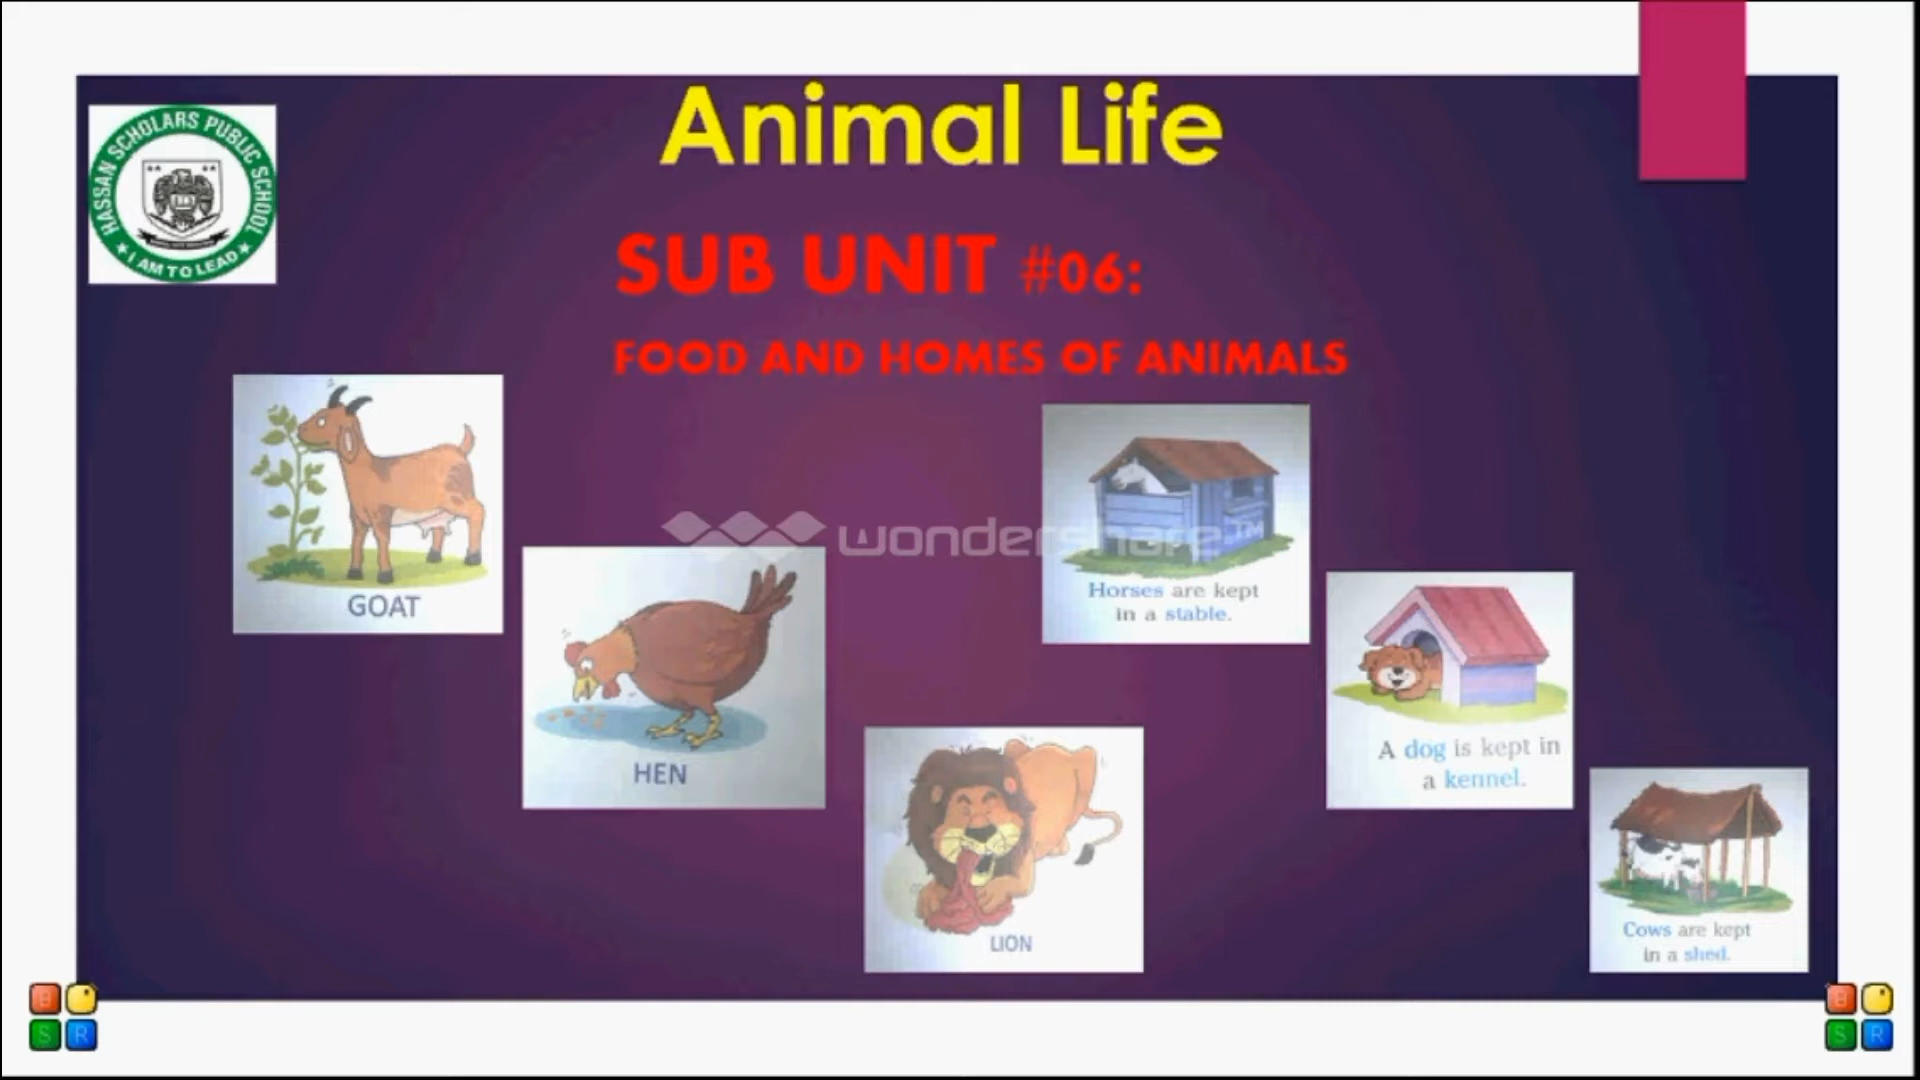 Animal Life
HASSAN SCHOLARS PUBLIC SCHOOL
I AM TO LEAD
SUB UNIT #06:
FOOD AND HOMES OF ANIMALS
GOAT
HEN
LION
wondershare™
Horses are kept
in a stable.
A dog is kept in
a kennel.
Cows are kept
in a shed.
B
S R
B
S R